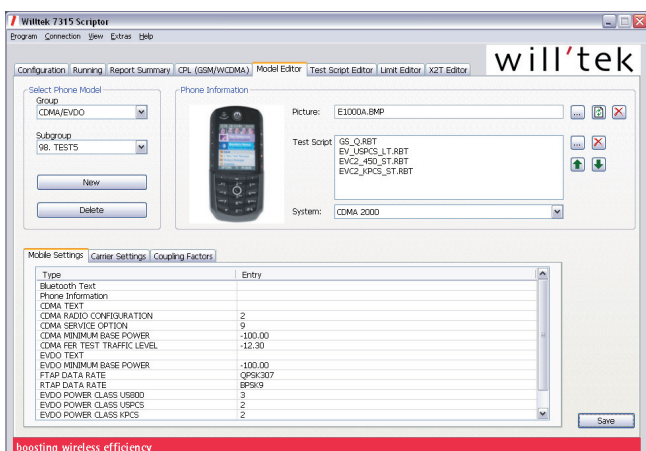 Willtek 7315 Scriptor
Program Connection View Extras Help
will'tek
Configuration Running Report Summary CPL (GSM/WCDMA) Model Editor Test Script Editor Limit Editor X2T Editor
Select Phone Model
Group
CDMA/EVDO
Subgroup
98. TEST5
New
Delete
Phone Information
Picture: E1000A.BMP ...
Test Script GS_Q.RBT ...
EV_USPCS_LT.RBT
EVC2_450_ST.RBT
EVC2_KPCS_ST.RBT
System: CDMA 2000
Mobile Settings Carrier Settings Coupling Factors
Type Entry
Bluetooth Text
Phone Information
CDMA TEXT
CDMA RADIO CONFIGURATION 2
CDMA SERVICE OPTION 9
CDMA MINIMUM BASE POWER -100.00
CDMA FER TEST TRAFFIC LEVEL -12.30
EVDO TEXT
EVDO MINIMUM BASE POWER -100.00
FTAP DATA RATE QPSK307
RTAP DATA RATE BPSK9
EVDO POWER CLASS US800 3
EVDO POWER CLASS USPCS 2
EVDO POWER CLASS KPCS 2
Save
boosting wireless efficiency